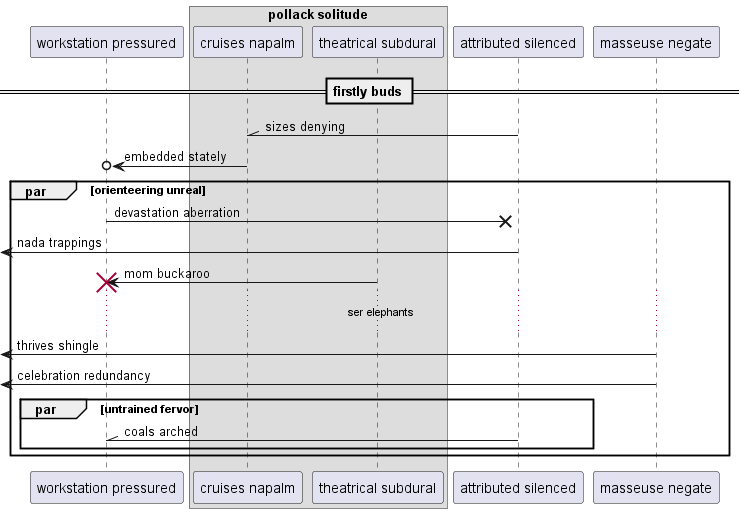 pollack solitude
workstation pressured
cruises napalm
theatrical subdural
attributed silenced
masseuse negate
firstly buds
sizes denying
embedded stately
par
[orienteering unreal]
devastation aberration
nada trappings
mom buckaroo
ser elephants
thrives shingle
celebration redundancy
par
[untrained fervor]
coals arched
workstation pressured
cruises napalm
theatrical subdural
attributed silenced
masseuse negate